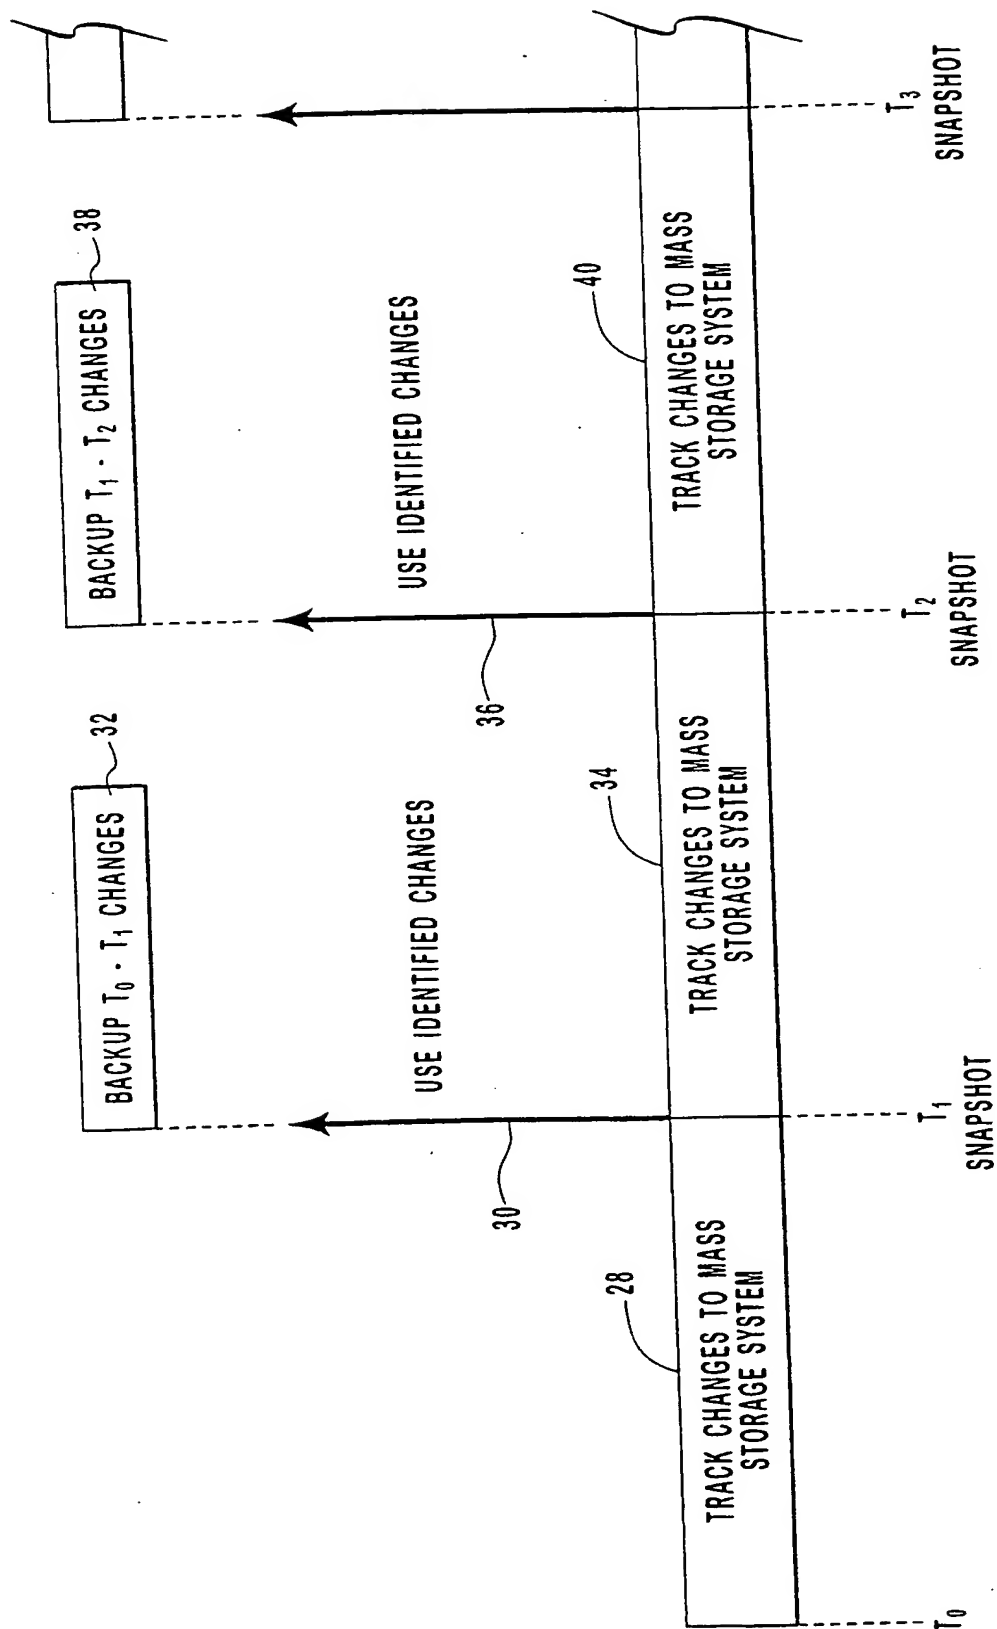 BACKUP T₀ - T₁ CHANGES
32
BACKUP T₁ - T₂ CHANGES
38
30
USE IDENTIFIED CHANGES
36
USE IDENTIFIED CHANGES
28
TRACK CHANGES TO MASS
STORAGE SYSTEM
34
TRACK CHANGES TO MASS
STORAGE SYSTEM
40
TRACK CHANGES TO MASS
STORAGE SYSTEM
T₀
T₁
SNAPSHOT
T₂
SNAPSHOT
T₃
SNAPSHOT